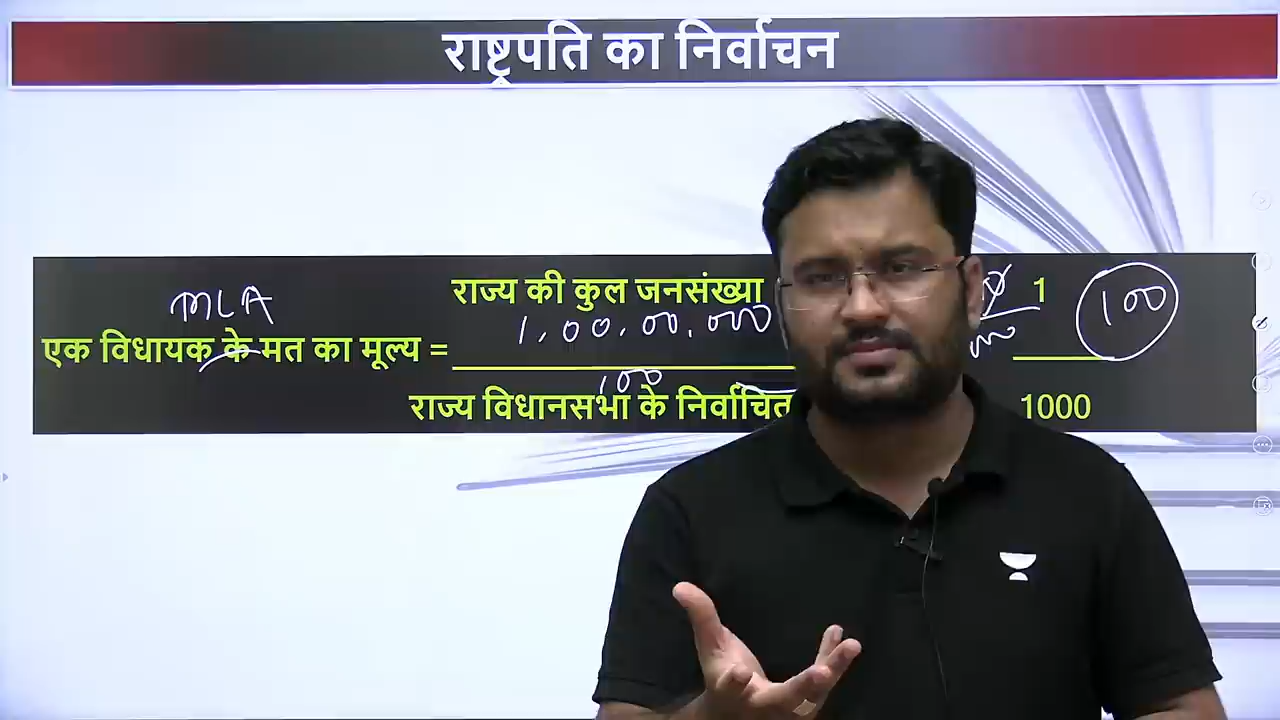 राष्ट्रपति का निर्वाचन
MLA
राज्य की कुल जनसंख्या 1 100
1,00,00,000
एक विधायक के मत का मूल्य =
100
राज्य विधानसभा के निर्वाचित 1000